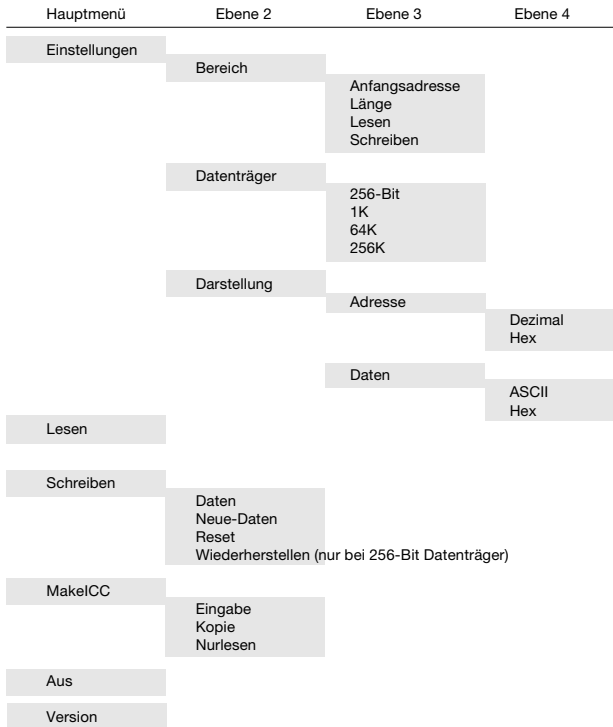 Hauptmenü Ebene 2 Ebene 3 Ebene 4
Einstellungen
Bereich
Anfangsadresse
Länge
Lesen
Schreiben
Datenträger
256-Bit
1K
64K
256K
Darstellung
Adresse
Dezimal
Hex
Daten
ASCII
Hex
Lesen
Schreiben
Daten
Neue-Daten
Reset
Wiederherstellen (nur bei 256-Bit Datenträger)
MakeICC
Eingabe
Kopie
Nurlesen
Aus
Version